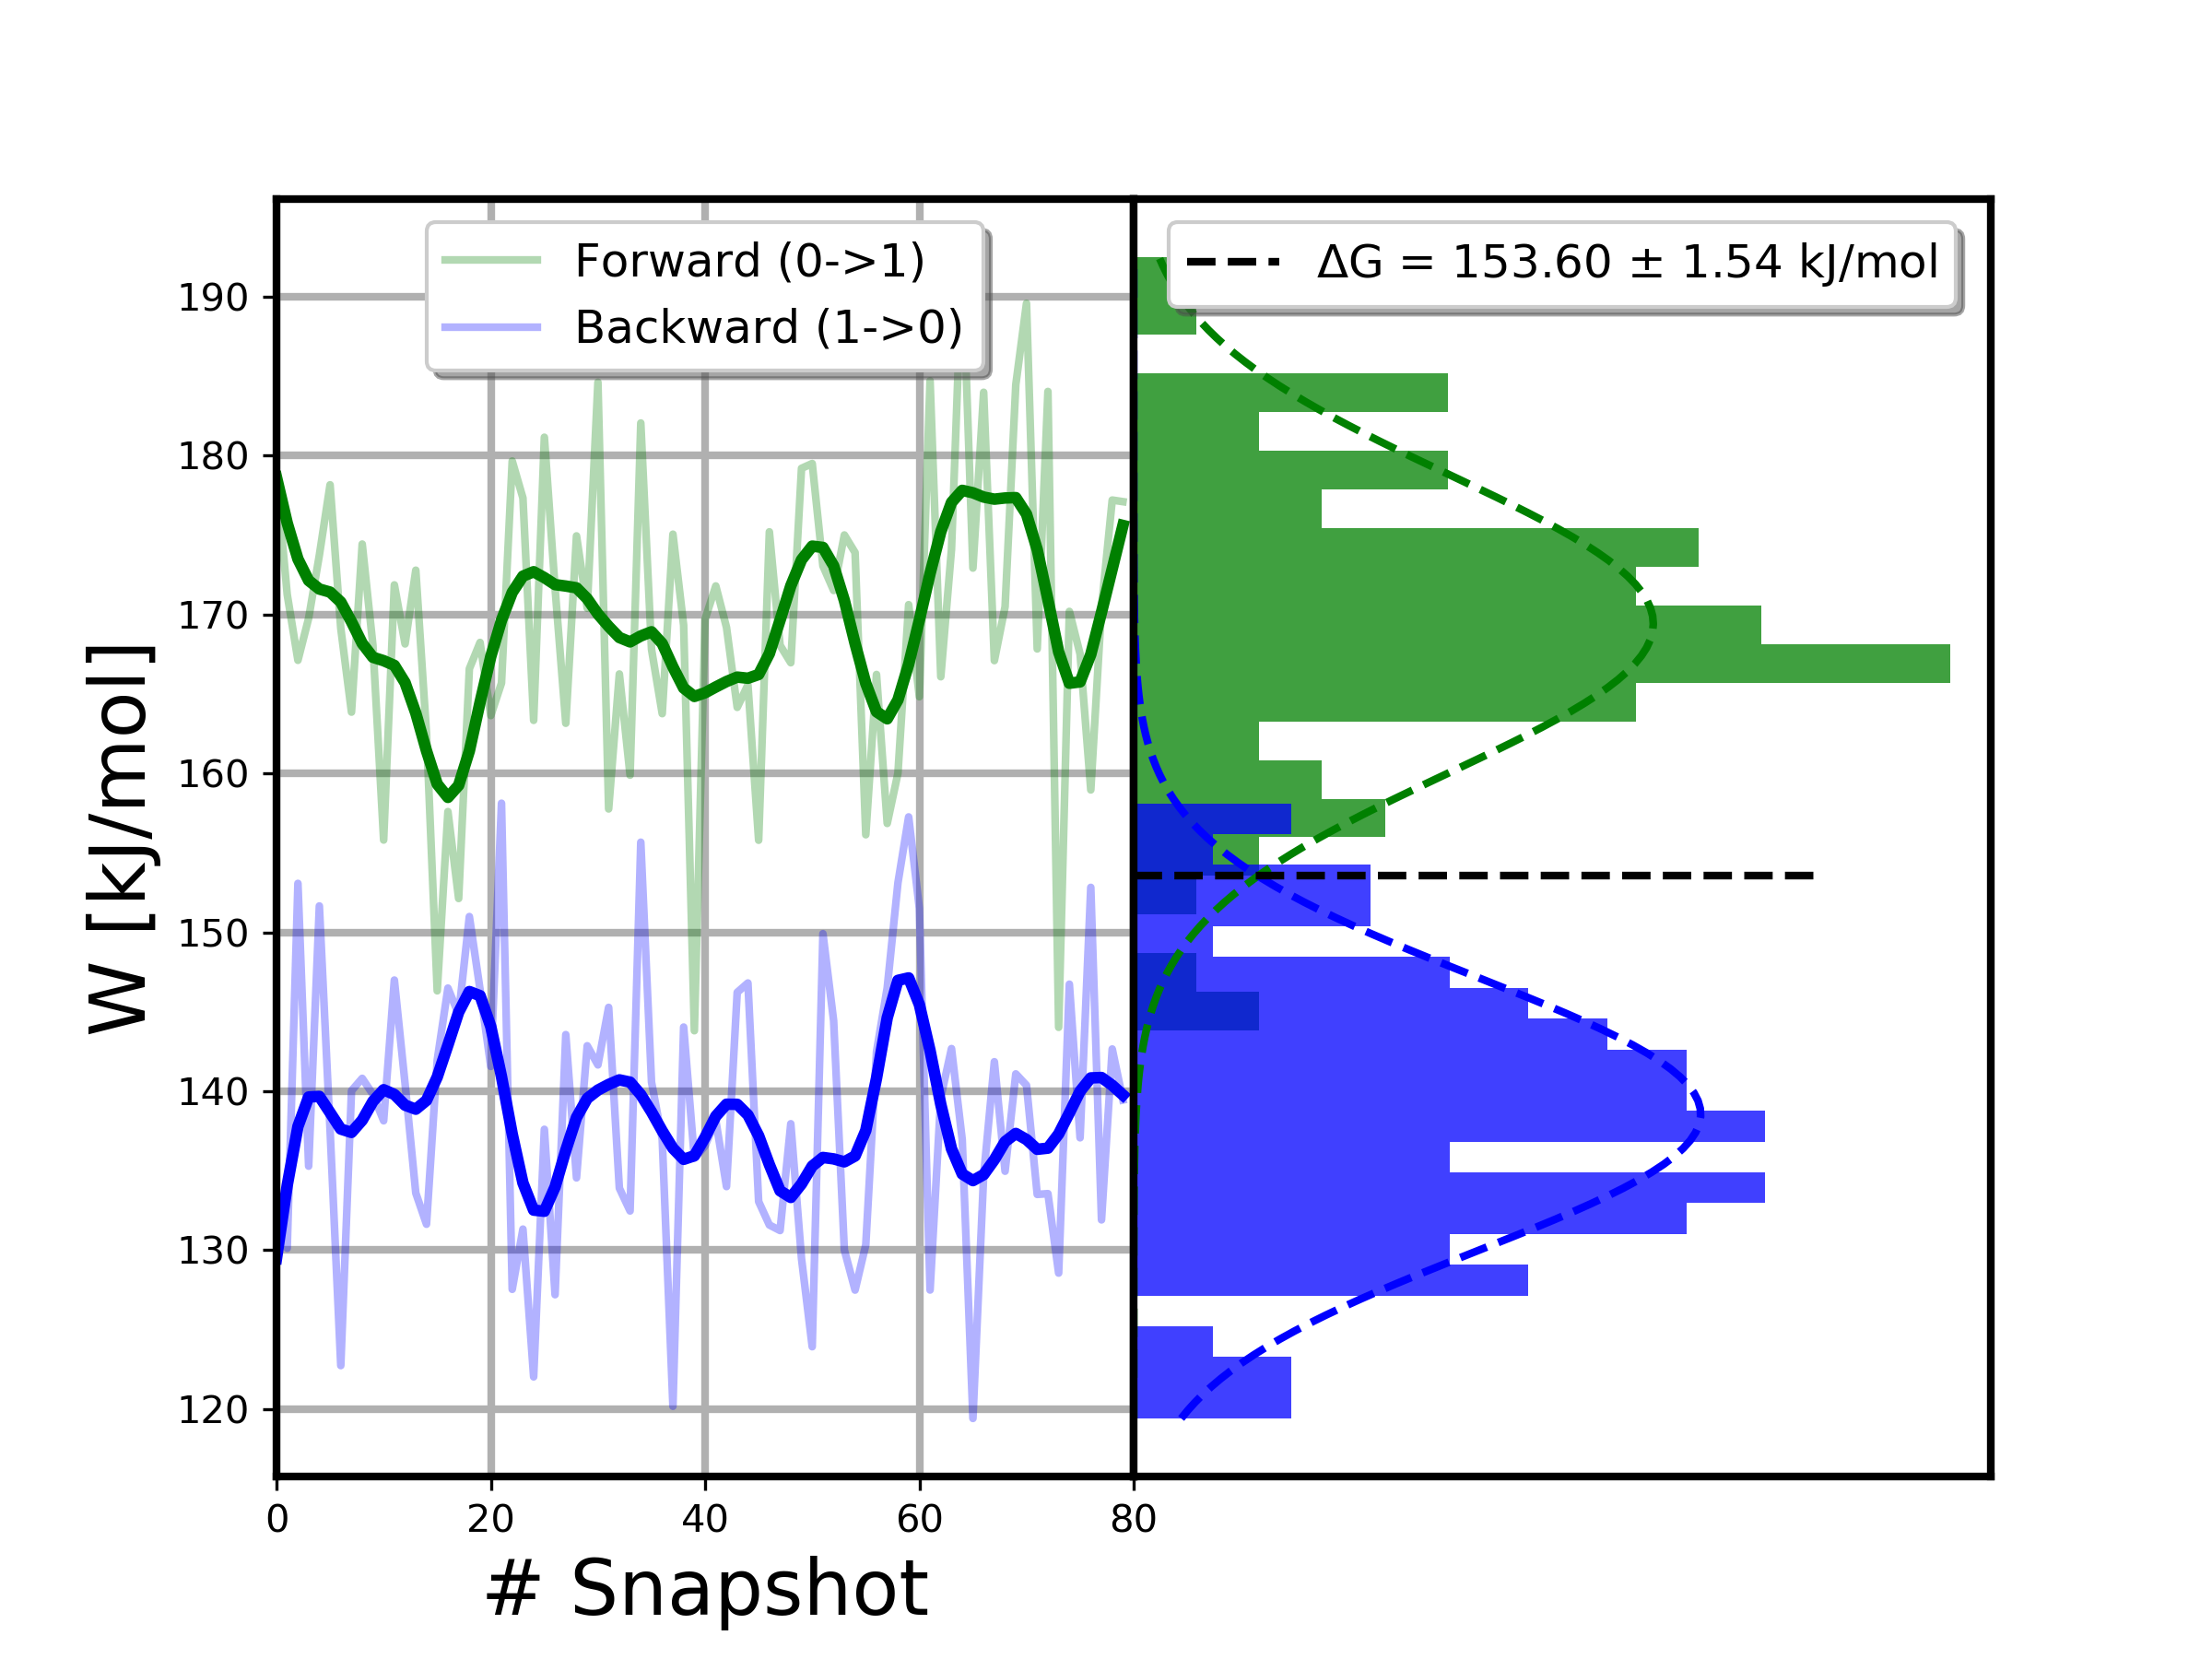 Forward (0->1)
Backward (1->0)
ΔG = 153.60 ± 1.54 kJ/mol
W [kJ/mol]
190
180
170
160
150
140
130
120
0 20 40 60 80
# Snapshot